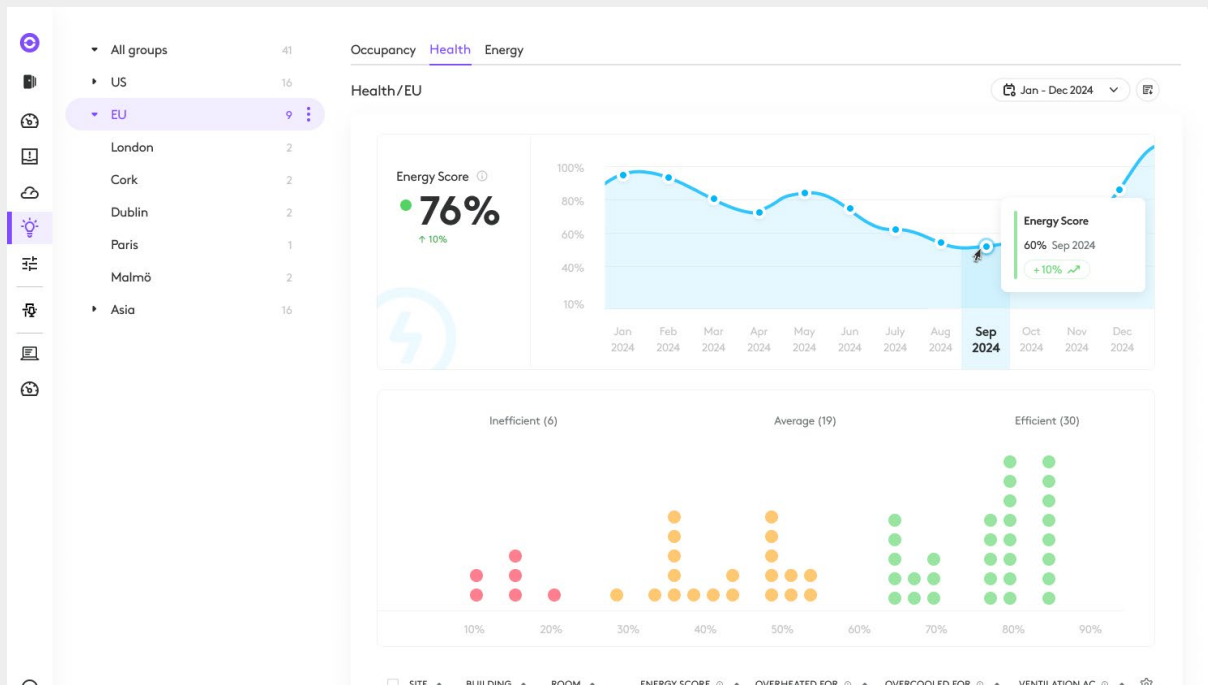 All groups 41
US 16
EU 9
London 2
Cork 2
Dublin 2
Paris 1
Malmö 2
Asia 16
Occupancy Health Energy
Health/EU
Jan - Dec 2024
Energy Score
76%
↑ 10%
100%
80%
60%
40%
10%
Energy Score
60% Sep 2024
+10%
Jan Feb Mar Apr May Jun July Aug Sep Oct Nov Dec
2024 2024 2024 2024 2024 2024 2024 2024 2024 2024 2024 2024
Inefficient (6) Average (19) Efficient (30)
10% 20% 30% 40% 50% 60% 70% 80% 90%
SITE BUILDING ROOM ENERGY SCORE OVERHEATED FOR OVERCOOLED FOR VENTILATION AC